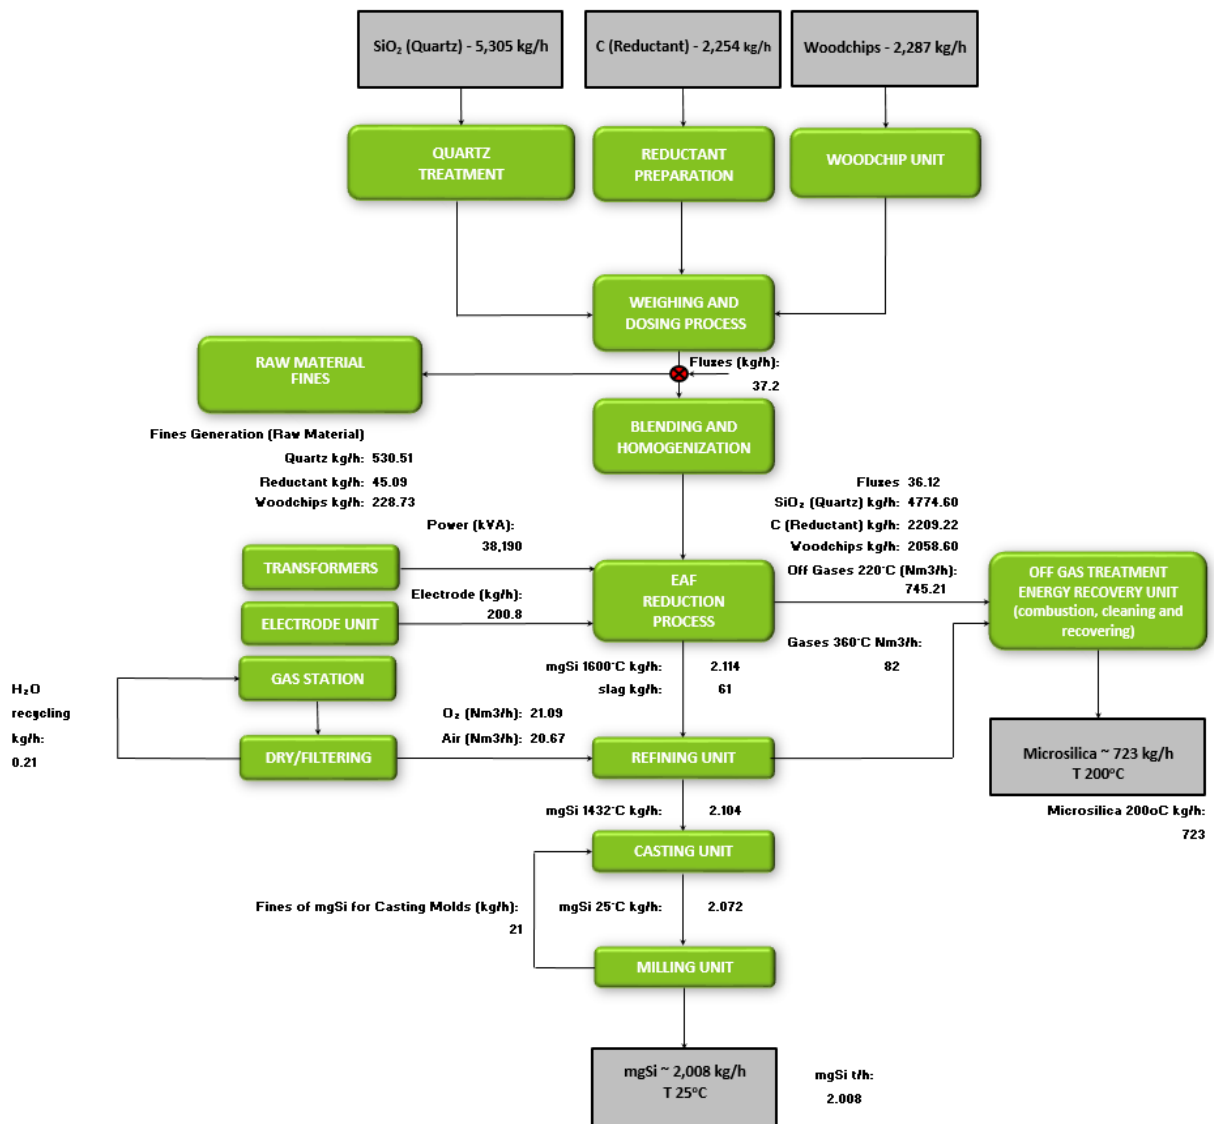 SiO₂ (Quartz) - 5,305 kg/h
C (Reductant) - 2,254 kg/h
Woodchips - 2,287 kg/h
QUARTZ
TREATMENT
REDUCTANT
PREPARATION
WOODCHIP UNIT
WEIGHING AND
DOSING PROCESS
RAW MATERIAL
FINES
Fluxes (kg/h):
37.2
BLENDING AND
HOMOGENIZATION
Fines Generation (Raw Material)
Quartz kg/h: 530.51
Reductant kg/h: 45.09
Woodchips kg/h: 228.73
Fluxes 36.12
SiO₂ (Quartz) kg/h: 4774.60
C (Reductant) kg/h: 2209.22
Woodchips kg/h: 2058.60
Power (kVA):
38,190
TRANSFORMERS
Electrode (kg/h):
200.8
ELECTRODE UNIT
EAF
REDUCTION
PROCESS
Off Gases 220°C (Nm3/h):
745.21
OFF GAS TREATMENT
ENERGY RECOVERY UNIT
(combustion, cleaning and
recovering)
Gases 360°C Nm3/h:
82
mgSi 1600°C kg/h: 2.114
slag kg/h: 61
GAS STATION
H₂O
recycling
kg/h:
0.21
O₂ (Nm3/h): 21.09
Air (Nm3/h): 20.67
DRY/FILTERING
REFINING UNIT
Microsilica ~ 723 kg/h
T 200°C
Microsilica 200oC kg/h:
723
mgSi 1432°C kg/h: 2.104
CASTING UNIT
Fines of mgSi for Casting Molds (kg/h):
21
mgSi 25°C kg/h: 2.072
MILLING UNIT
mgSi ~ 2,008 kg/h
T 25°C
mgSi t/h:
2.008